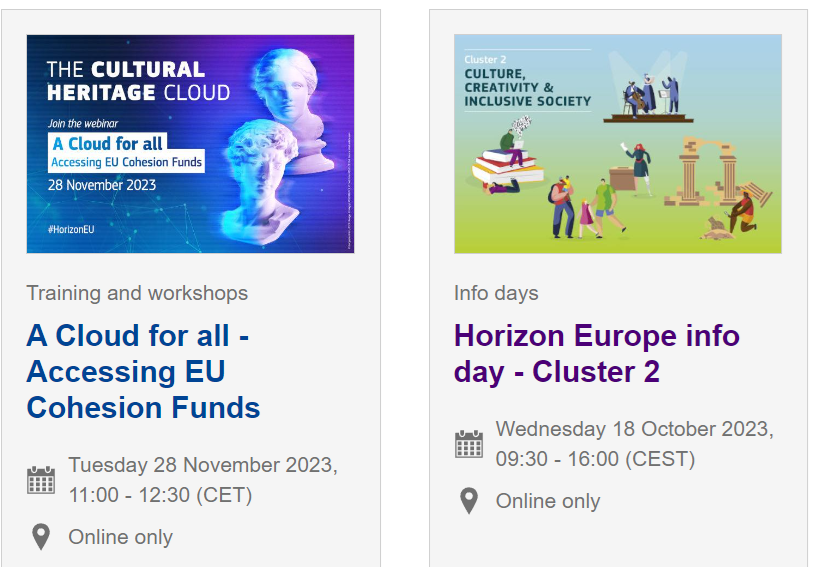 THE CULTURAL
HERITAGE CLOUD
Join the webinar
A Cloud for all
Accessing EU Cohesion Funds
28 November 2023
#HorizonEU
Training and workshops
A Cloud for all -
Accessing EU
Cohesion Funds
Tuesday 28 November 2023,
11:00 - 12:30 (CET)
Online only
Cluster 2
CULTURE,
CREATIVITY &
INCLUSIVE SOCIETY
Info days
Horizon Europe info
day - Cluster 2
Wednesday 18 October 2023,
09:30 - 16:00 (CEST)
Online only